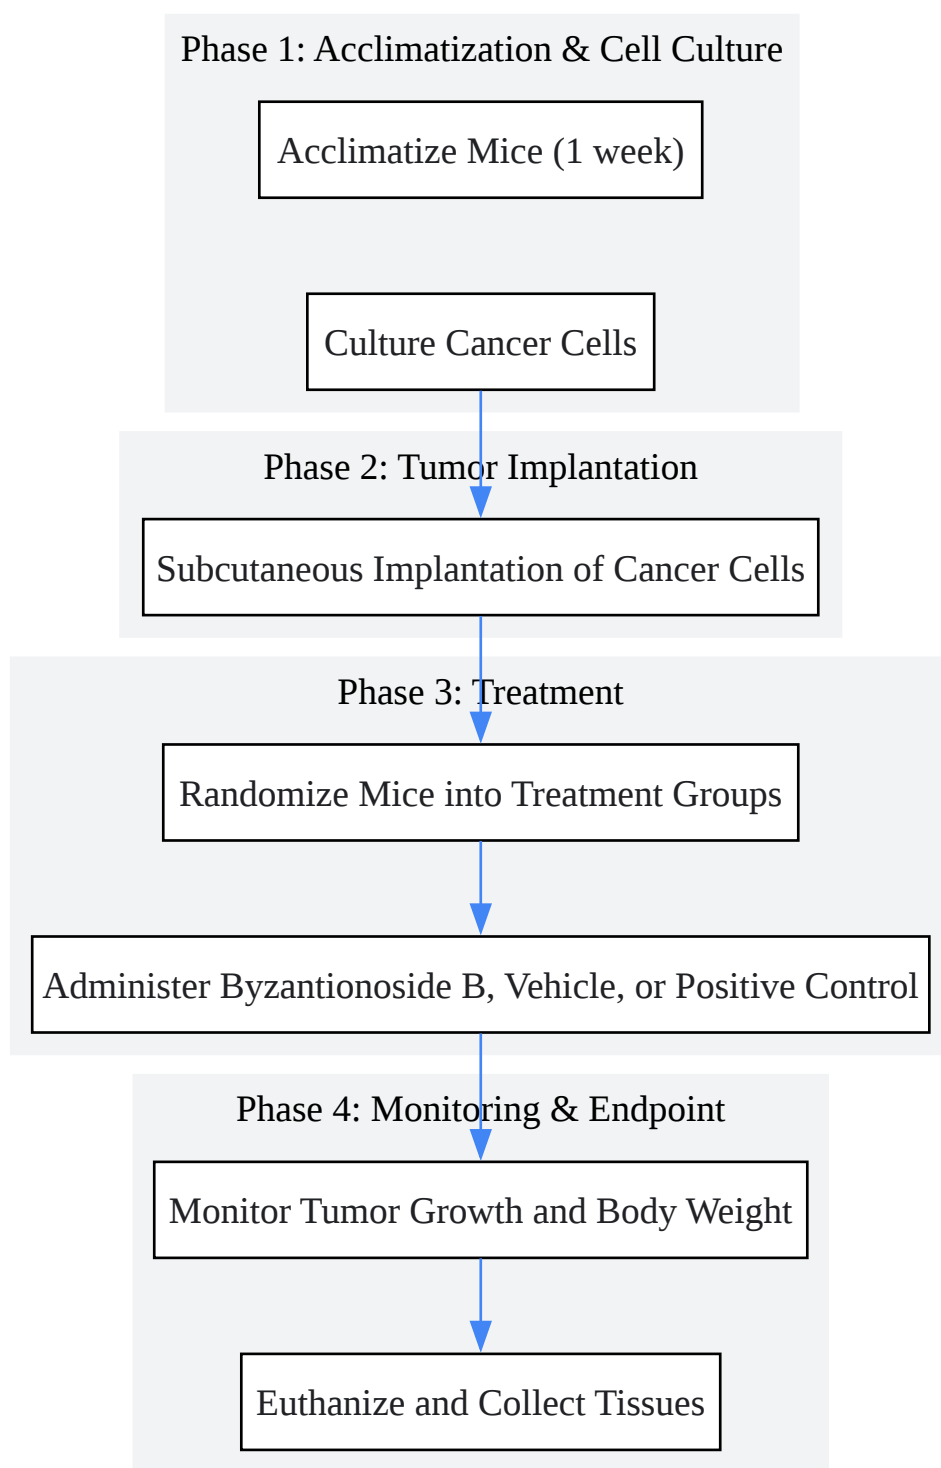 Phase 1: Acclimatization & Cell Culture
Acclimatize Mice (1 week)
Culture Cancer Cells
Phase 2: Tumor Implantation
Subcutaneous Implantation of Cancer Cells
Phase 3: Treatment
Randomize Mice into Treatment Groups
Administer Byzantionoside B, Vehicle, or Positive Control
Phase 4: Monitoring & Endpoint
Monitor Tumor Growth and Body Weight
Euthanize and Collect Tissues